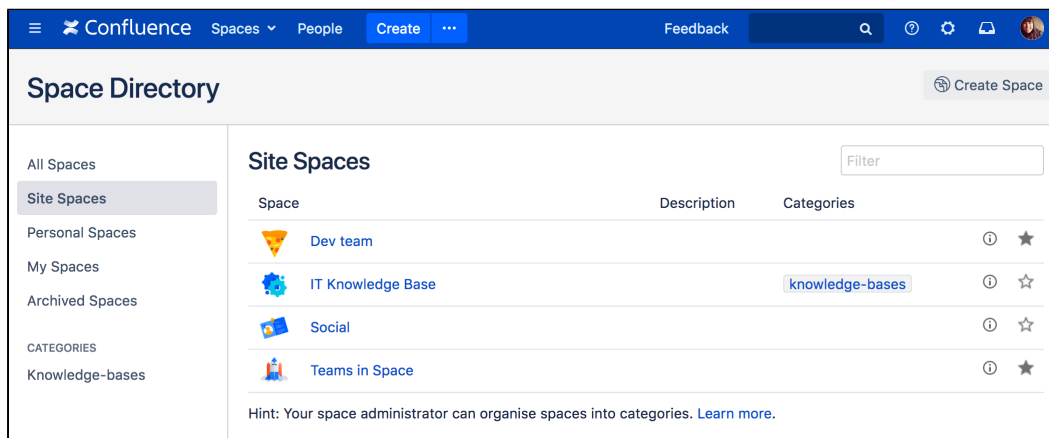 Confluence Spaces People Create ··· Feedback
Space Directory
Create Space
All Spaces
Site Spaces
Personal Spaces
My Spaces
Archived Spaces
CATEGORIES
Knowledge-bases
Site Spaces
Filter
Space Description Categories
Dev team
IT Knowledge Base knowledge-bases
Social
Teams in Space
Hint: Your space administrator can organise spaces into categories. Learn more.